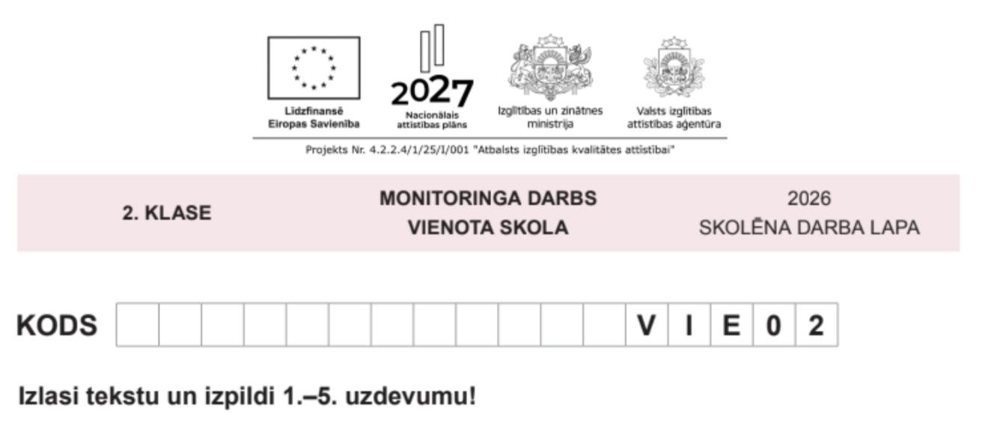 Līdzfinansē
Eiropas Savienība
2027
Nacionālais
attīstības plāns
Izglītības un zinātnes
ministrija
Valsts izglītības
attīstības aģentūra
Projekts Nr. 4.2.2.4/1/25/I/001 "Atbalsts izglītības kvalitātes attīstībai"
2. KLASE
MONITORINGA DARBS
VIENOTA SKOLA
2026
SKOLĒNA DARBA LAPA
KODS V I E 0 2
Izlasi tekstu un izpildi 1.–5. uzdevumu!